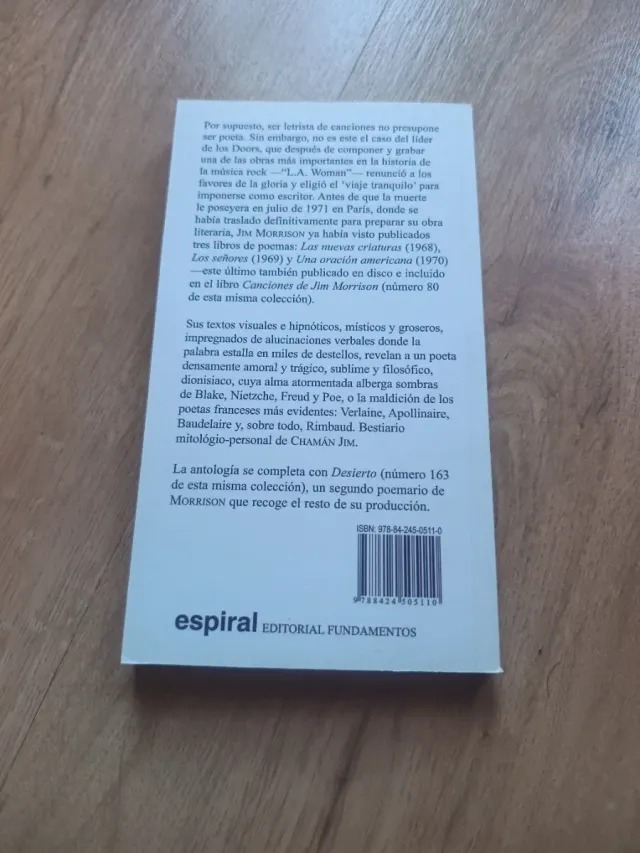 Por supuesto, ser letrista de canciones no presupone
ser poeta. Sin embargo, no es este el caso del líder
de los Doors, que después de componer y grabar
una de las obras más importantes en la historia de
la música rock —“L.A. Woman”— renunció a los
favores de la gloria y eligió el ‘viaje tranquilo’ para
imponerse como escritor. Antes de que la muerte
le poseyera en julio de 1971 en París, donde se
había traslado definitivamente para preparar su obra
literaria, JIM MORRISON ya había visto publicados
tres libros de poemas: Las nuevas criaturas (1968),
Los señores (1969) y Una oración americana (1970)
—este último también publicado en disco e incluido
en el libro Canciones de Jim Morrison (número 80
de esta misma colección).
Sus textos visuales e hipnóticos, místicos y groseros,
impregnados de alucinaciones verbales donde la
palabra estalla en miles de destellos, revelan a un poeta
densamente amoral y trágico, sublime y filosófico,
dionisiaco, cuya alma atormentada alberga sombras
de Blake, Nietzche, Freud y Poe, o la maldición de los
poetas franceses más evidentes: Verlaine, Apollinaire,
Baudelaire y, sobre todo, Rimbaud. Bestiario
mitológio-personal de CHAMÁN JIM.
La antología se completa con Desierto (número 163
de esta misma colección), un segundo poemario de
MORRISON que recoge el resto de su producción.
ISBN: 978-84-245-0511-0
9 788424 505110
espiral EDITORIAL FUNDAMENTOS